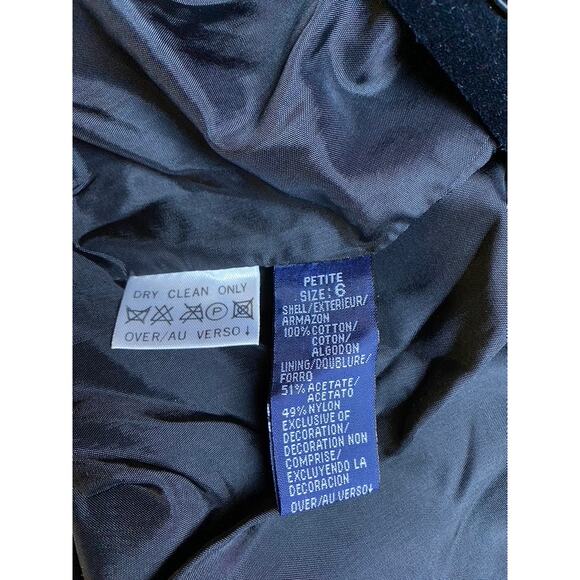 DRY CLEAN ONLY
P
OVER/AU VERSO↓
PETITE
SIZE: 6
SHELL/EXTERIEUR/
ARMAZON
100%COTTON/
COTON/
ALGODON
LINING/DOUBLURE/
FORRO
51%ACETATE/
ACETATO
49%NYLON
EXCLUSIVE OF
DECORATION/
DECORATION NON
COMPRISE/
EXCLUYENDO LA
DECORACION
OVER/AU VERSO↓